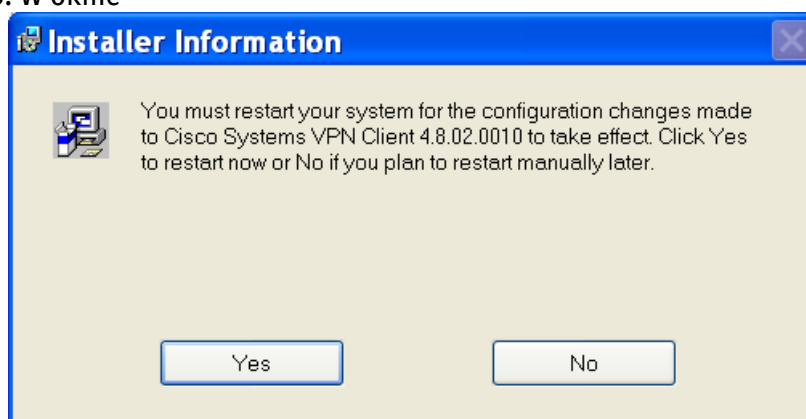 W oknie
Installer Information
You must restart your system for the configuration changes made
to Cisco Systems VPN Client 4.8.02.0010 to take effect. Click Yes
to restart now or No if you plan to restart manually later.
Yes
No